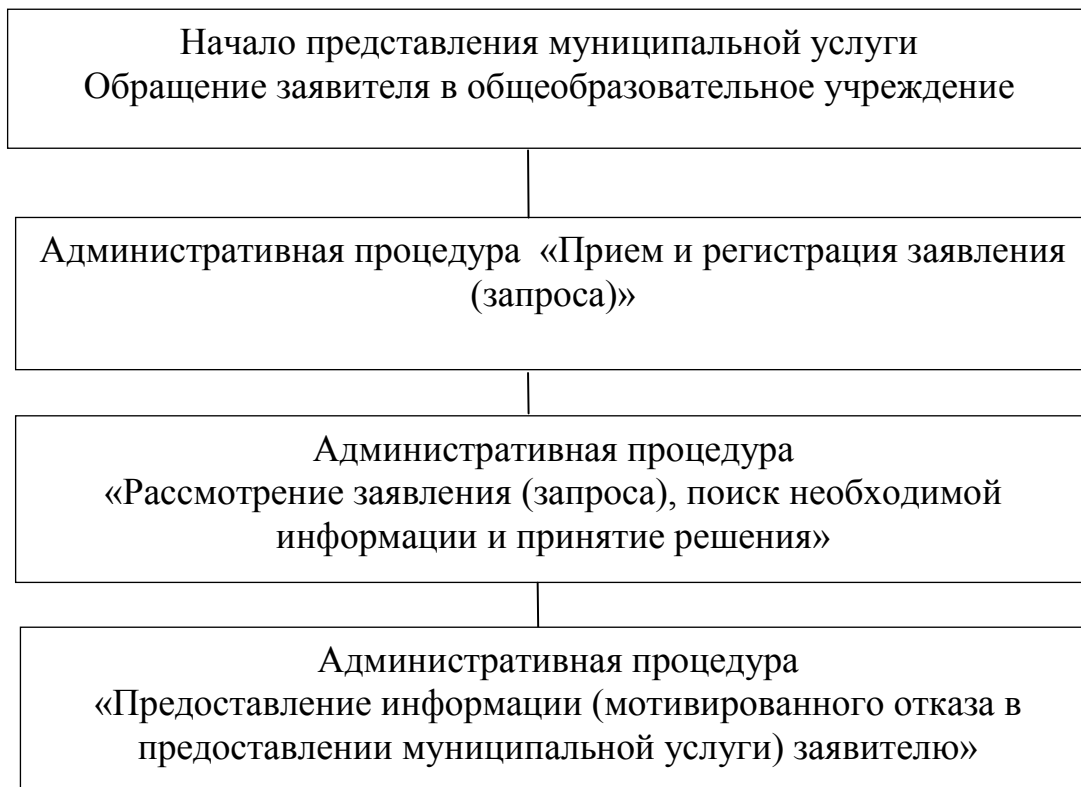 Начало представления муниципальной услуги
Обращение заявителя в общеобразовательное учреждение
Административная процедура «Прием и регистрация заявления
(запроса)»
Административная процедура
«Рассмотрение заявления (запроса), поиск необходимой
информации и принятие решения»
Административная процедура
«Предоставление информации (мотивированного отказа в
предоставлении муниципальной услуги) заявителю»